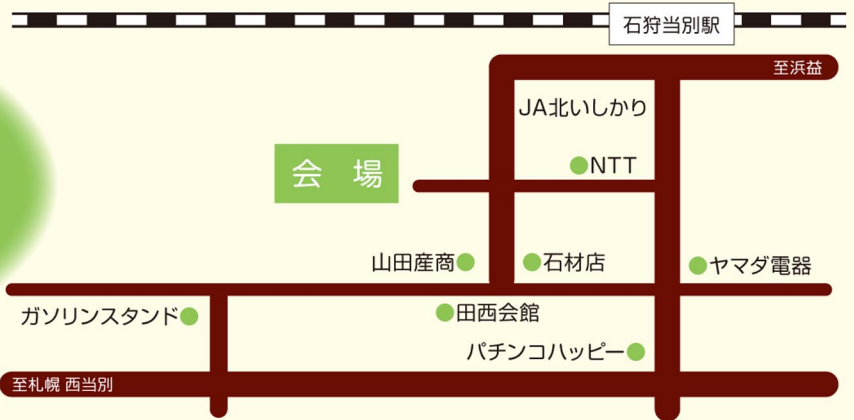 石狩当別駅
至浜益
JA北いしかり
会 場
NTT
山田産商
石材店
ヤマダ電器
ガソリンスタンド
田西会館
パチンコハッピー
至札幌 西当別